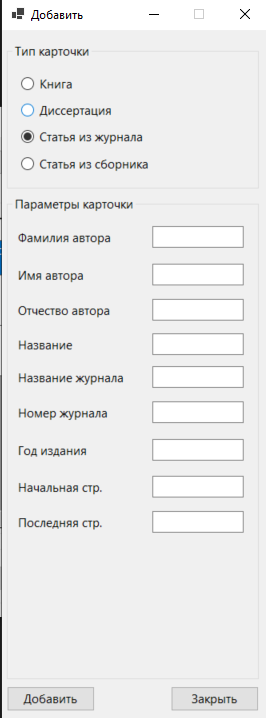 Добавить
Тип карточки
Книга
Диссертация
Статья из журнала
Статья из сборника
Параметры карточки
Фамилия автора
Имя автора
Отчество автора
Название
Название журнала
Номер журнала
Год издания
Начальная стр.
Последняя стр.
Добавить Закрыть